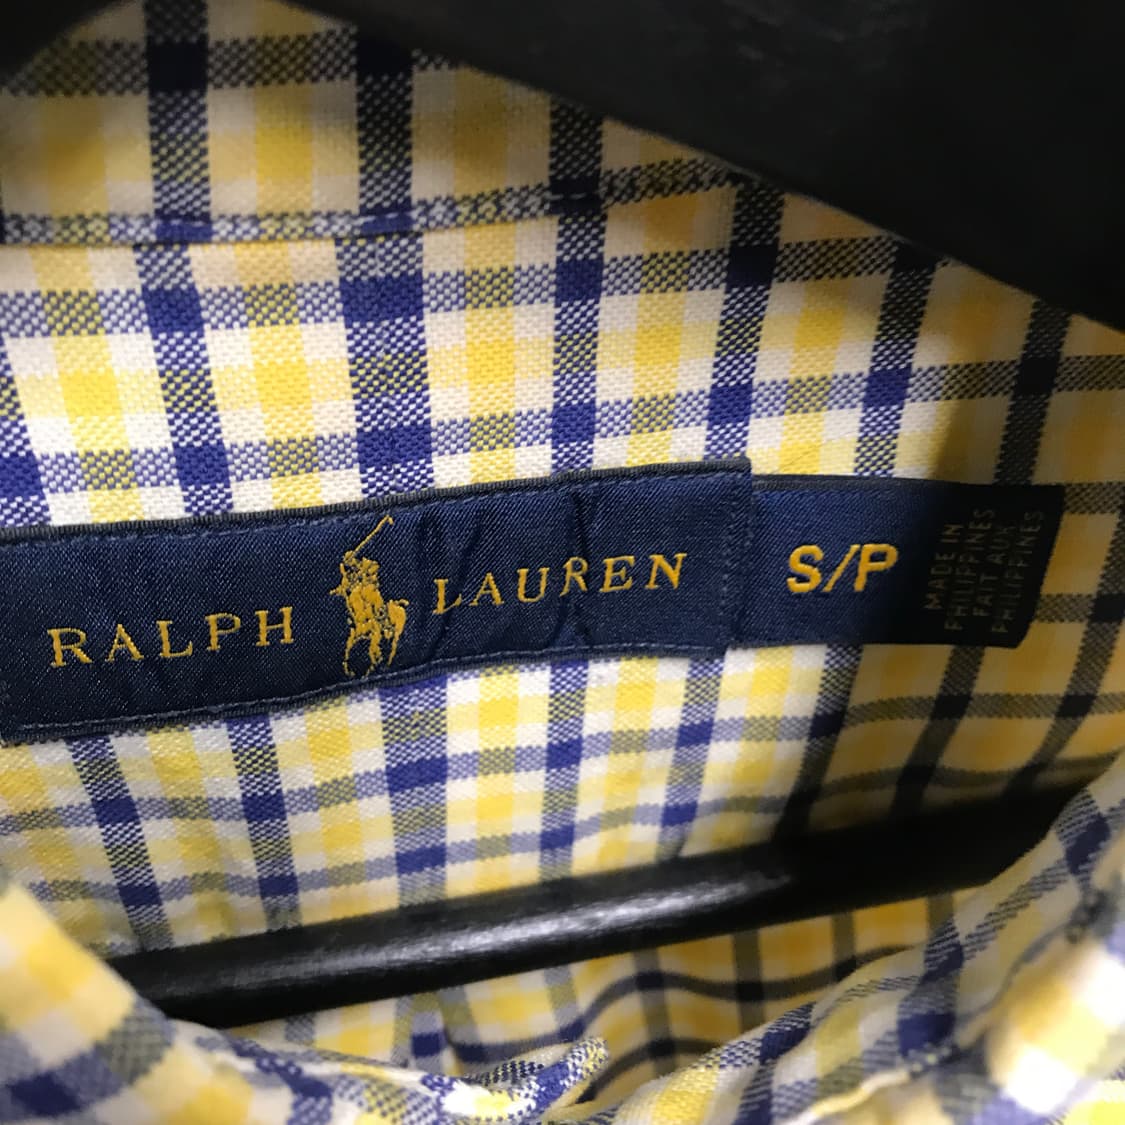 RALPH LAUREN
S/P
MADE IN
PHILIPPINES
FAIT AUX
PHILIPPINES